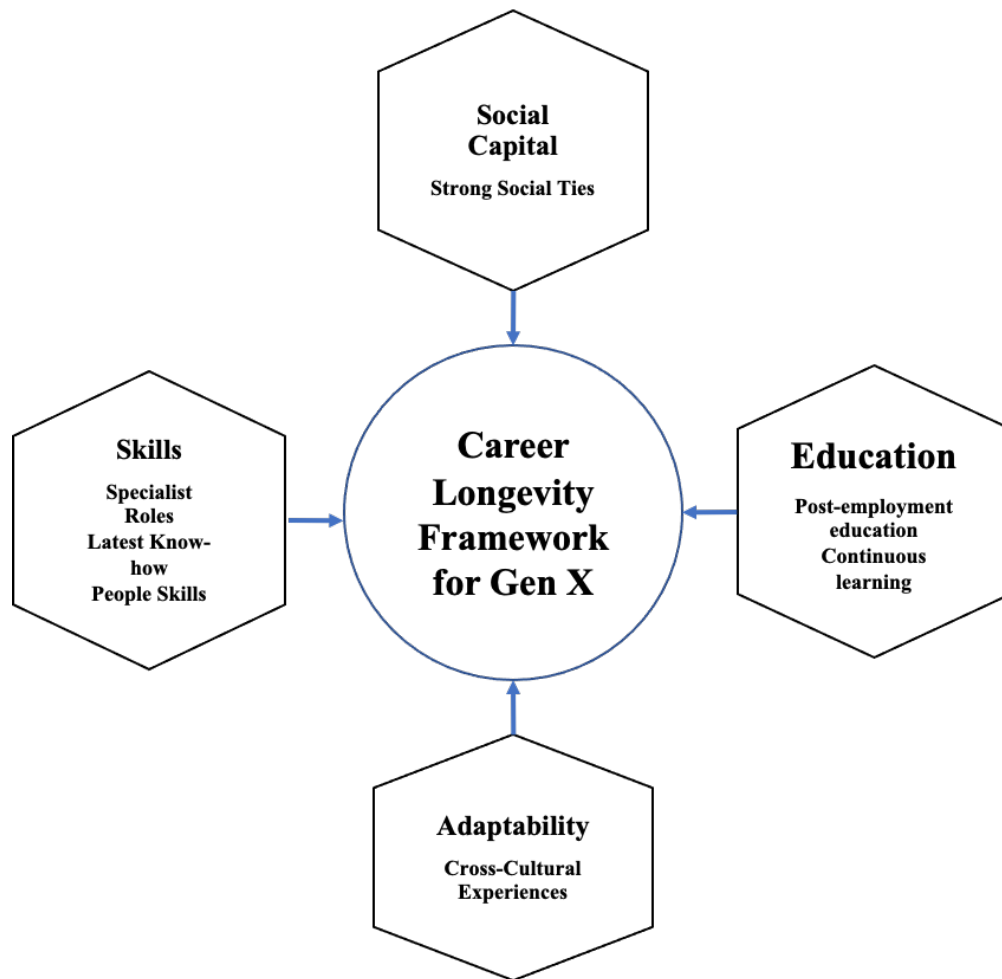 Social
Capital
Strong Social Ties
Skills
Specialist
Roles
Latest Know-
how
People Skills
Career
Longevity
Framework
for Gen X
Education
Post-employment
education
Continuous
learning
Adaptability
Cross-Cultural
Experiences